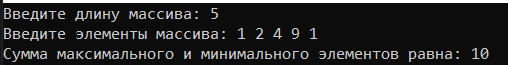 Введите длину массива: 5
Введите элементы массива: 1 2 4 9 1
Сумма максимального и минимального элементов равна: 10